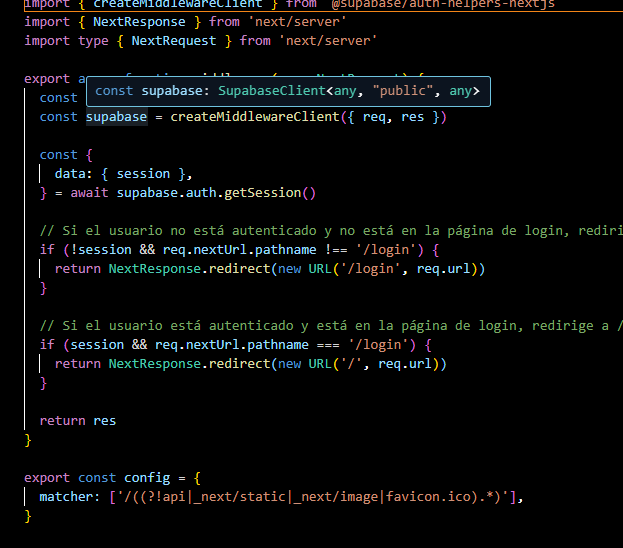 import { createMiddlewareClient } from '@supabase/auth-helpers-nextjs
import { NextResponse } from 'next/server'
import type { NextRequest } from 'next/server'
export
const supabase: SupabaseClient<any, "public", any>
const
const supabase = createMiddlewareClient({ req, res })
const {
data: { session },
} = await supabase.auth.getSession()
// Si el usuario no está autenticado y no está en la página de login,
if (!session && req.nextUrl.pathname !== '/login') {
return NextResponse.redirect(new URL('/login', req.url))
}
// Si el usuario está autenticado y está en la página de login, redirige a /
if (session && req.nextUrl.pathname === '/login') {
return NextResponse.redirect(new URL('/', req.url))
}
return res
}
export const config = {
matcher: ['/((?!api|_next/static|_next/image|favicon.ico).*)'],
}